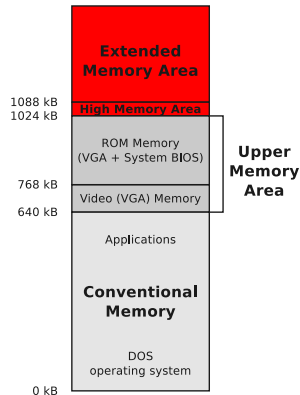 Extended
Memory Area
1088 kB
High Memory Area
1024 kB
ROM Memory
(VGA + System BIOS)
Upper
Memory
Area
768 kB
Video (VGA) Memory
640 kB
Applications
Conventional
Memory
DOS
operating system
0 kB